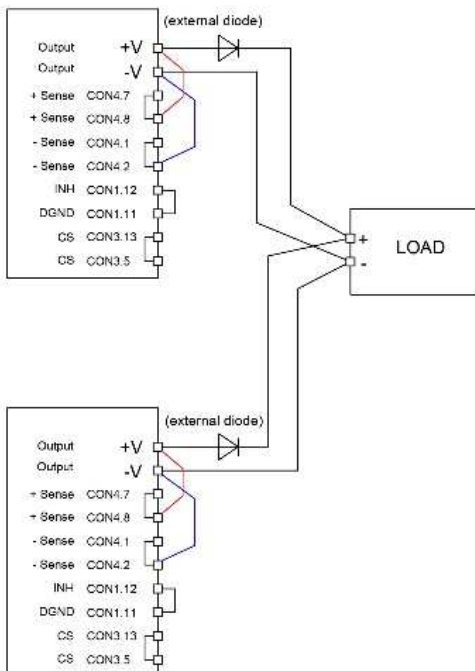 (external diode)
Output +V
Output -V
+ Sense CON4.7
+ Sense CON4.8
- Sense CON4.1
- Sense CON4.2
INH CON1.12
DGND CON1.11
CS CON3.13
CS CON3.5
+ LOAD
-
(external diode)
Output +V
Output -V
+ Sense CON4.7
+ Sense CON4.8
- Sense CON4.1
- Sense CON4.2
INH CON1.12
DGND CON1.11
CS CON3.13
CS CON3.5